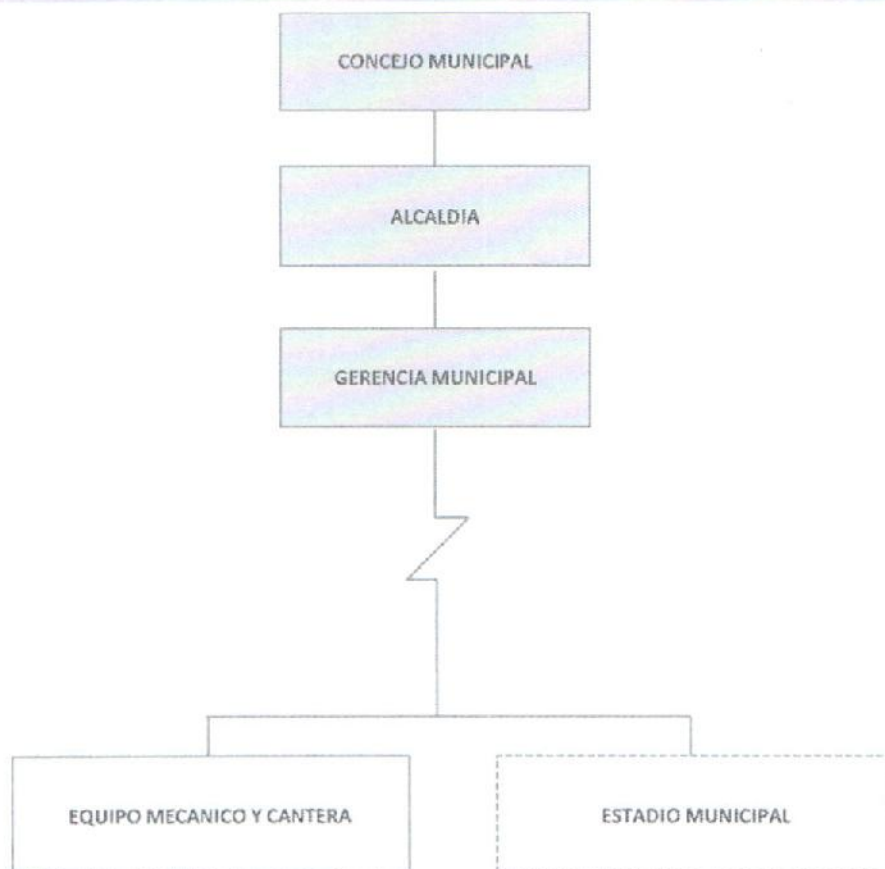 CONCEJO MUNICIPAL
ALCALDIA
GERENCIA MUNICIPAL
EQUIPO MECANICO Y CANTERA
ESTADIO MUNICIPAL